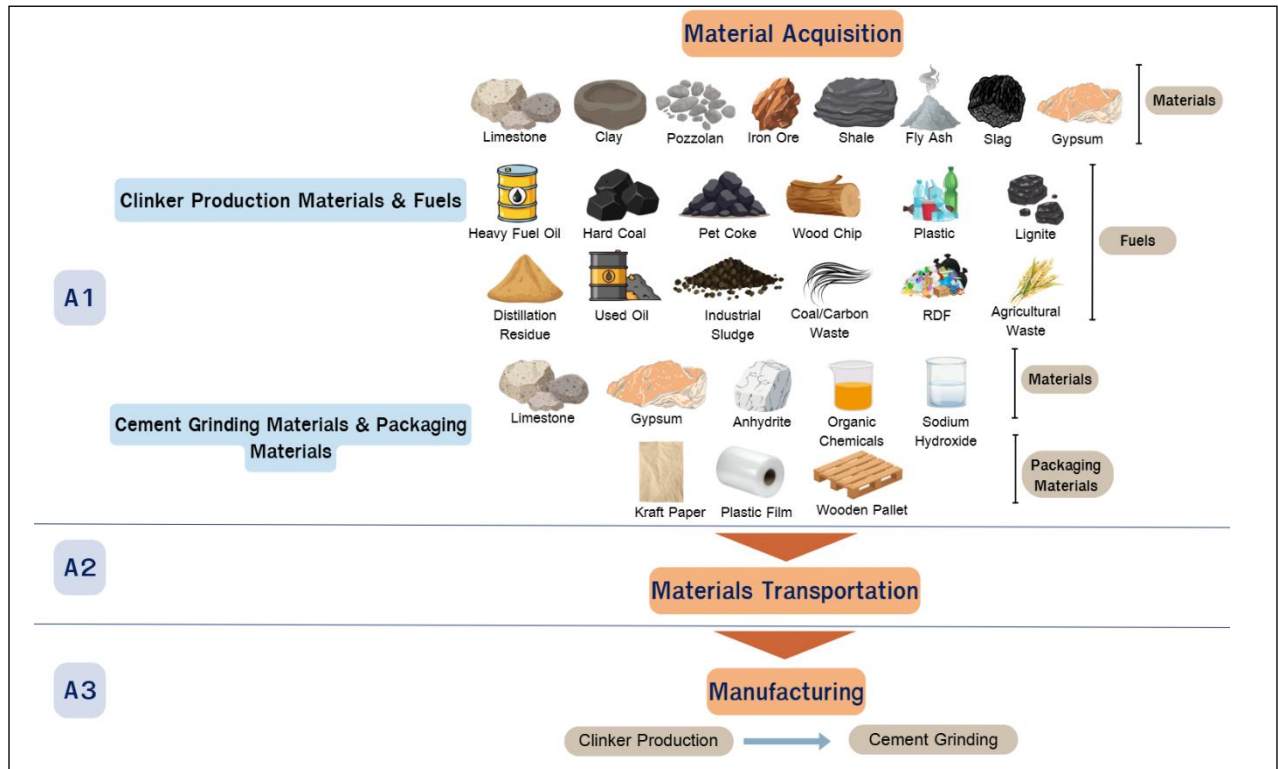 Material Acquisition
Limestone
Clay
Pozzolan
Iron Ore
Shale
Fly Ash
Slag
Gypsum
Materials
Clinker Production Materials & Fuels
Heavy Fuel Oil
Hard Coal
Pet Coke
Wood Chip
Plastic
Lignite
Fuels
A1
Distillation
Residue
Used Oil
Industrial
Sludge
Coal/Carbon
Waste
RDF
Agricultural
Waste
Cement Grinding Materials & Packaging
Materials
Limestone
Gypsum
Anhydrite
Organic
Chemicals
Sodium
Hydroxide
Materials
Kraft Paper
Plastic Film
Wooden Pallet
Packaging
Materials
A2
Materials Transportation
A3
Manufacturing
Clinker Production
Cement Grinding